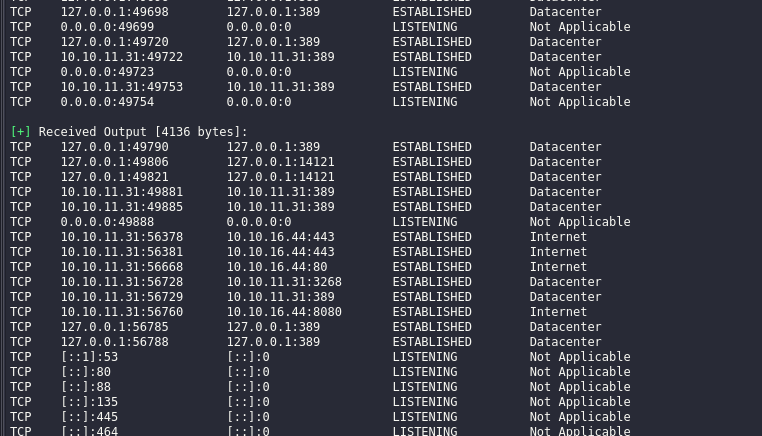 TCP 127.0.0.1:49698 127.0.0.1:389 ESTABLISHED Datacenter
TCP 0.0.0.0:49699 0.0.0.0:0 LISTENING Not Applicable
TCP 127.0.0.1:49720 127.0.0.1:389 ESTABLISHED Datacenter
TCP 10.10.11.31:49722 10.10.11.31:389 ESTABLISHED Datacenter
TCP 0.0.0.0:49723 0.0.0.0:0 LISTENING Not Applicable
TCP 10.10.11.31:49753 10.10.11.31:389 ESTABLISHED Datacenter
TCP 0.0.0.0:49754 0.0.0.0:0 LISTENING Not Applicable
[+] Received Output [4136 bytes]:
TCP 127.0.0.1:49790 127.0.0.1:389 ESTABLISHED Datacenter
TCP 127.0.0.1:49806 127.0.0.1:14121 ESTABLISHED Datacenter
TCP 127.0.0.1:49821 127.0.0.1:14121 ESTABLISHED Datacenter
TCP 10.10.11.31:49881 10.10.11.31:389 ESTABLISHED Datacenter
TCP 10.10.11.31:49885 10.10.11.31:389 ESTABLISHED Datacenter
TCP 0.0.0.0:49888 0.0.0.0:0 LISTENING Not Applicable
TCP 10.10.11.31:56378 10.10.16.44:443 ESTABLISHED Internet
TCP 10.10.11.31:56381 10.10.16.44:443 ESTABLISHED Internet
TCP 10.10.11.31:56668 10.10.16.44:80 ESTABLISHED Internet
TCP 10.10.11.31:56728 10.10.11.31:3268 ESTABLISHED Datacenter
TCP 10.10.11.31:56729 10.10.11.31:389 ESTABLISHED Datacenter
TCP 10.10.11.31:56760 10.10.16.44:8080 ESTABLISHED Internet
TCP 127.0.0.1:56785 127.0.0.1:389 ESTABLISHED Datacenter
TCP 127.0.0.1:56788 127.0.0.1:389 ESTABLISHED Datacenter
TCP [::1]:53 [::]:0 LISTENING Not Applicable
TCP [::]:80 [::]:0 LISTENING Not Applicable
TCP [::]:88 [::]:0 LISTENING Not Applicable
TCP [::]:135 [::]:0 LISTENING Not Applicable
TCP [::]:445 [::]:0 LISTENING Not Applicable
TCP [::]:464 [::]:0 LISTENING Not Applicable